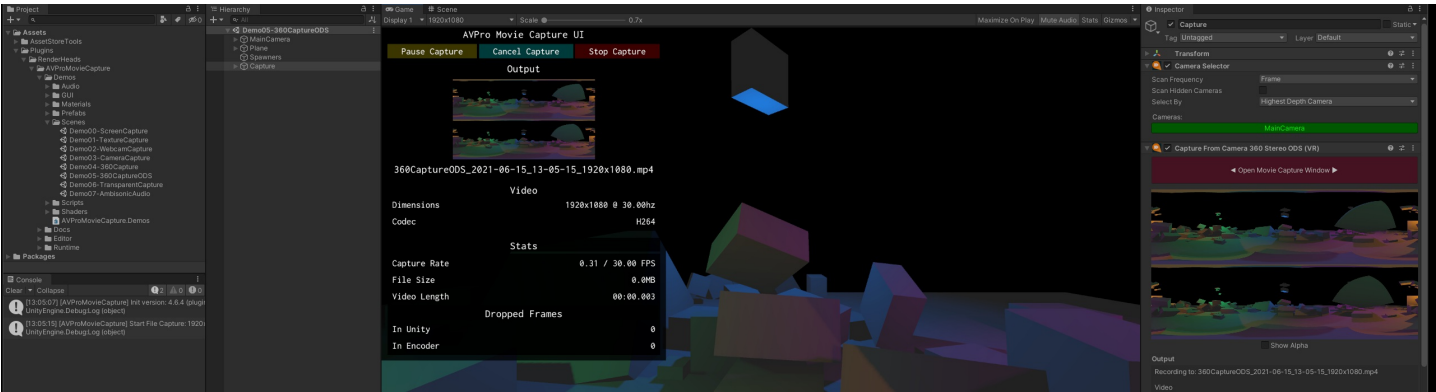 Project
All
Assets
AssetStoreTools
Plugins
RenderHeads
AVProMovieCapture
Demos
Audio
GUI
Materials
Prefabs
Scenes
Demo00-ScreenCapture
Demo01-TextureCapture
Demo02-WebcamCapture
Demo03-CameraCapture
Demo04-360Capture
Demo05-360CaptureODS
Demo06-TransparentCapture
Demo07-AmbisonicAudio
Scripts
Shaders
AVProMovieCapture.Demos
Docs
Editor
Runtime
Packages
Console
Clear Collapse 2 0 0
[13:05:07] [AVProMovieCapture] Init version: 4.6.4 (plugi
UnityEngine.Debug:Log (object)
[13:05:15] [AVProMovieCapture] Start File Capture: 1920x
UnityEngine.Debug:Log (object)
Hierarchy
All
Demo05-360CaptureODS
MainCamera
Plane
Spawners
Capture
Game Scene
Display 1 1920x1080 Scale 0.7x Maximize On Play Mute Audio Stats Gizmos
AVPro Movie Capture UI
Pause Capture Cancel Capture Stop Capture
Output
360CaptureODS_2021-06-15_13-05-15_1920x1080.mp4
Video
Dimensions 1920x1080 @ 30.00hz
Codec H264
Stats
Capture Rate 0.31 / 30.00 FPS
File Size 0.0MB
Video Length 00:00.003
Dropped Frames
In Unity 0
In Encoder 0
Inspector
Capture Static
Tag Untagged Layer Default
Transform
Camera Selector
Scan Frequency Frame
Scan Hidden Cameras
Select By Highest Depth Camera
Cameras:
MainCamera
Capture From Camera 360 Stereo ODS (VR)
◄ Open Movie Capture Window ►
Show Alpha
Output
Recording to: 360CaptureODS_2021-06-15_13-05-15_1920x1080.mp4
Video